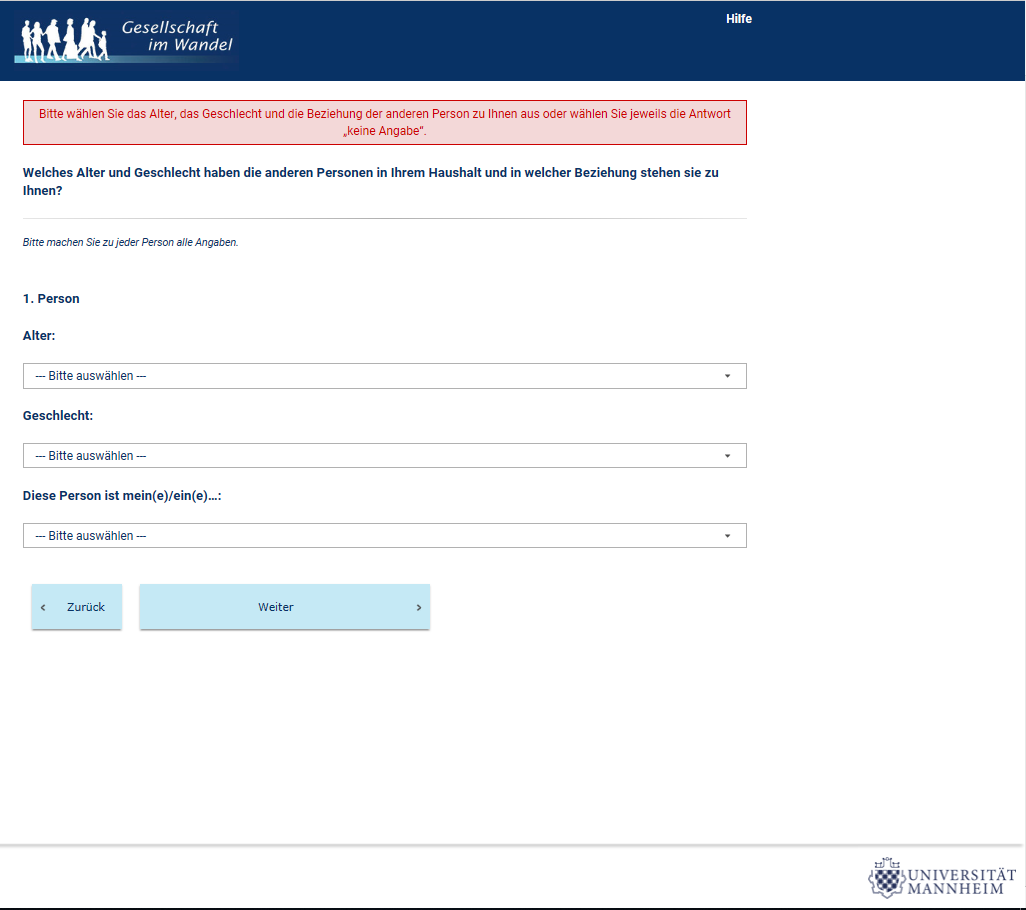 Gesellschaft
im Wandel
Hilfe
Bitte wählen Sie das Alter, das Geschlecht und die Beziehung der anderen Person zu Ihnen aus oder wählen Sie jeweils die Antwort
„keine Angabe“.
Welches Alter und Geschlecht haben die anderen Personen in Ihrem Haushalt und in welcher Beziehung stehen sie zu
Ihnen?
Bitte machen Sie zu jeder Person alle Angaben.
1. Person
Alter:
--- Bitte auswählen ---
Geschlecht:
--- Bitte auswählen ---
Diese Person ist mein(e)/ein(e)...:
--- Bitte auswählen ---
Zurück
Weiter
UNIVERSITÄT
MANNHEIM